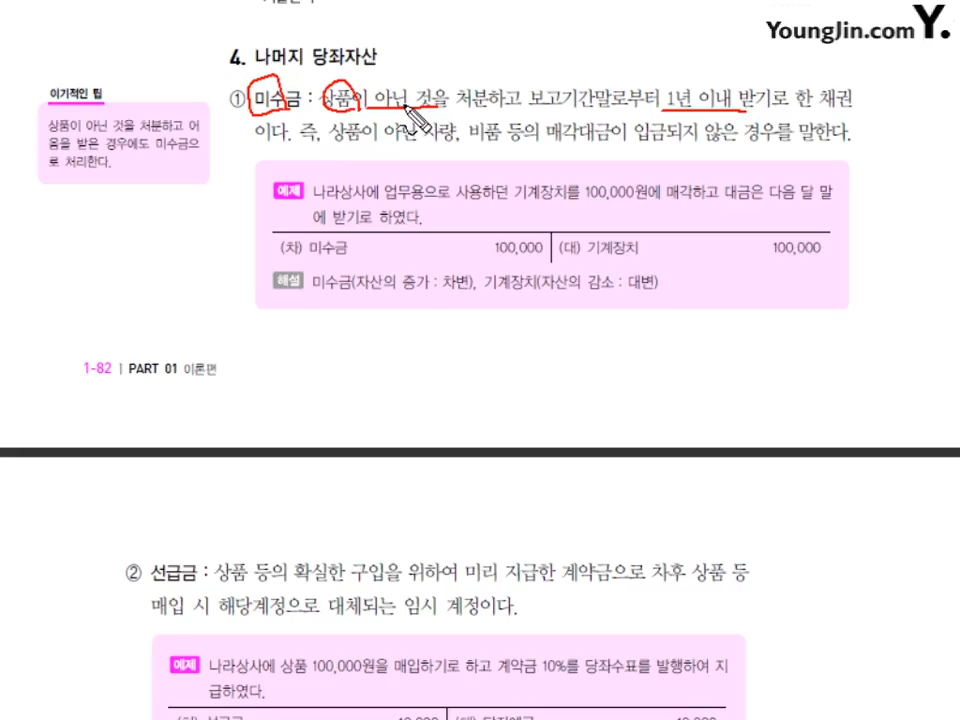 YoungJin.com Y.
4. 나머지 당좌자산
이기적인 팁
상품이 아닌 것을 처분하고 어
음을 받은 경우에도 미수금으
로 처리한다.
① 미수금 : 상품이 아닌 것을 처분하고 보고기간말로부터 1년 이내 받기로 한 채권
이다. 즉, 상품이 아닌 차량, 비품 등의 매각대금이 입금되지 않은 경우를 말한다.
예제 나라상사에 업무용으로 사용하던 기계장치를 100,000원에 매각하고 대금은 다음 달 말
에 받기로 하였다.
(차) 미수금 100,000 (대) 기계장치 100,000
해설 미수금(자산의 증가 : 차변), 기계장치(자산의 감소 : 대변)
1-82 | PART 01 이론편
② 선급금 : 상품 등의 확실한 구입을 위하여 미리 지급한 계약금으로 차후 상품 등
매입 시 해당계정으로 대체되는 임시 계정이다.
예제 나라상사에 상품 100,000원을 매입하기로 하고 계약금 10%를 당좌수표를 발행하여 지
급하였다.